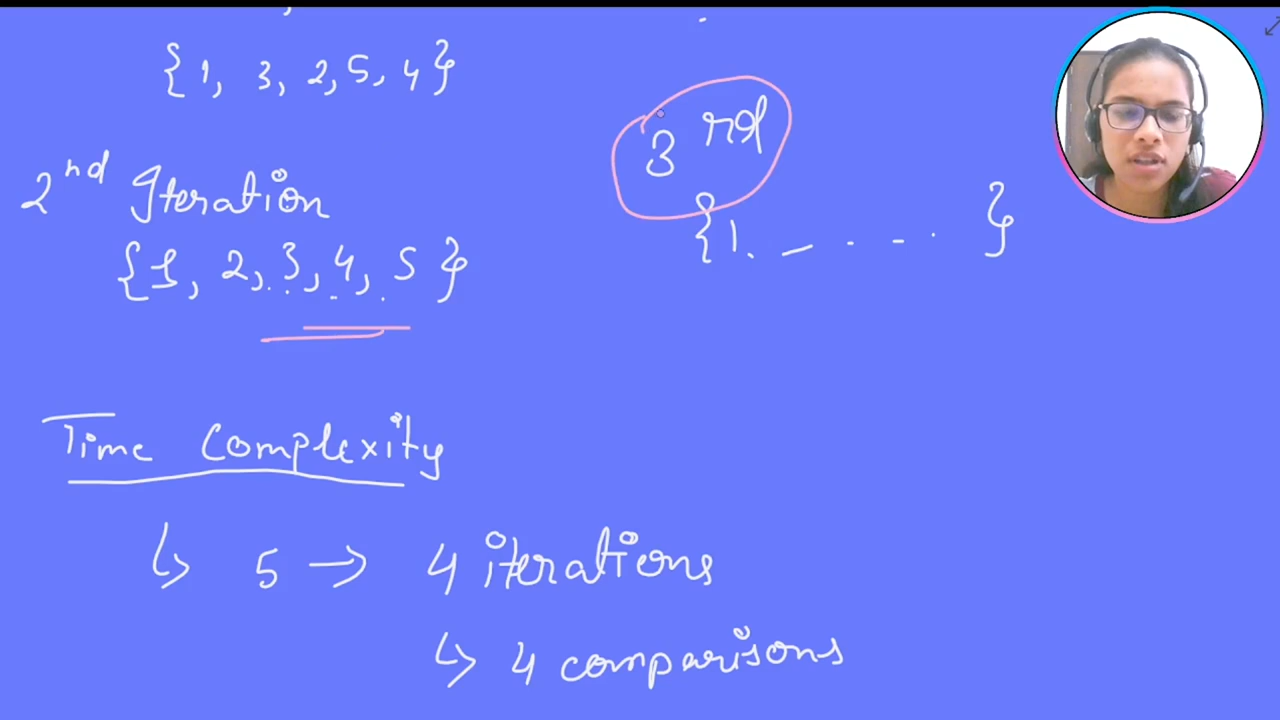 {1, 3, 2, 5, 4}
2nd Iteration
{1, 2, 3, 4, 5}
3rd
{1. _ . - . }
Time Complexity
↳ 5 → 4 iterations
↳ 4 comparisons